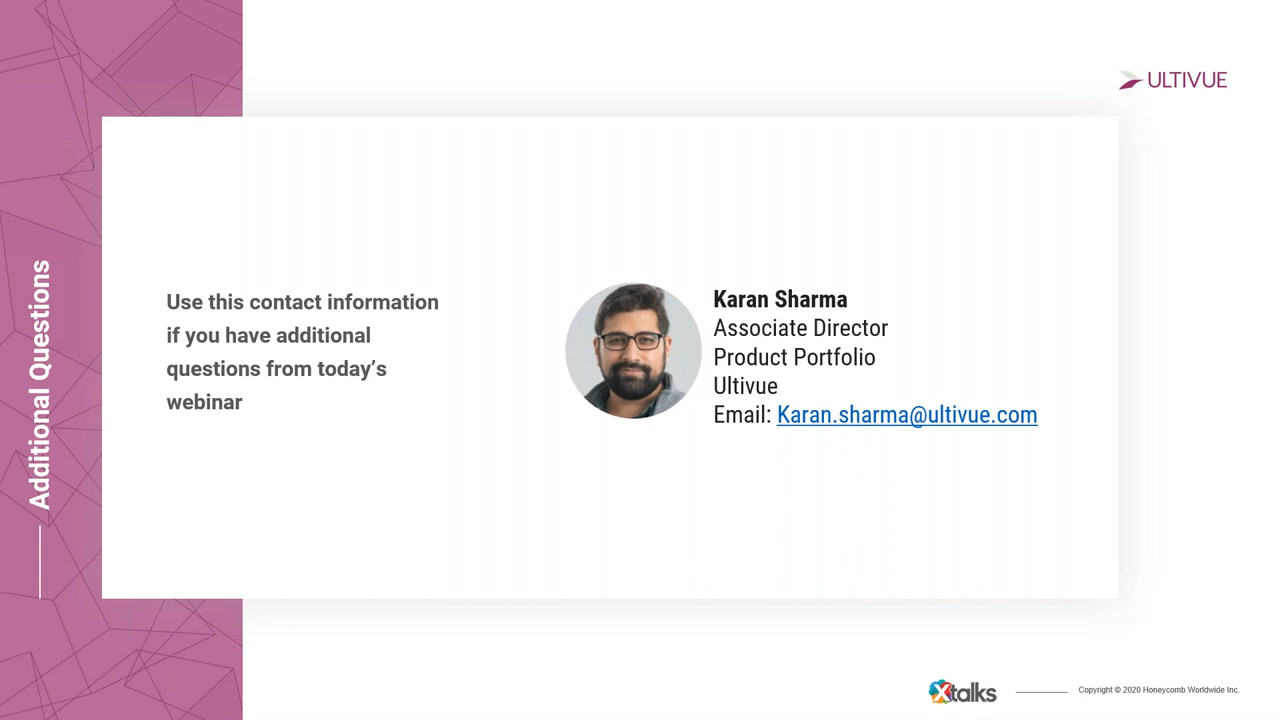 ULTIVUE
Additional Questions
Use this contact information
if you have additional
questions from today’s
webinar
Karan Sharma
Associate Director
Product Portfolio
Ultivue
Email: Karan.sharma@ultivue.com
Xtalks
Copyright © 2020 Honeycomb Worldwide Inc.